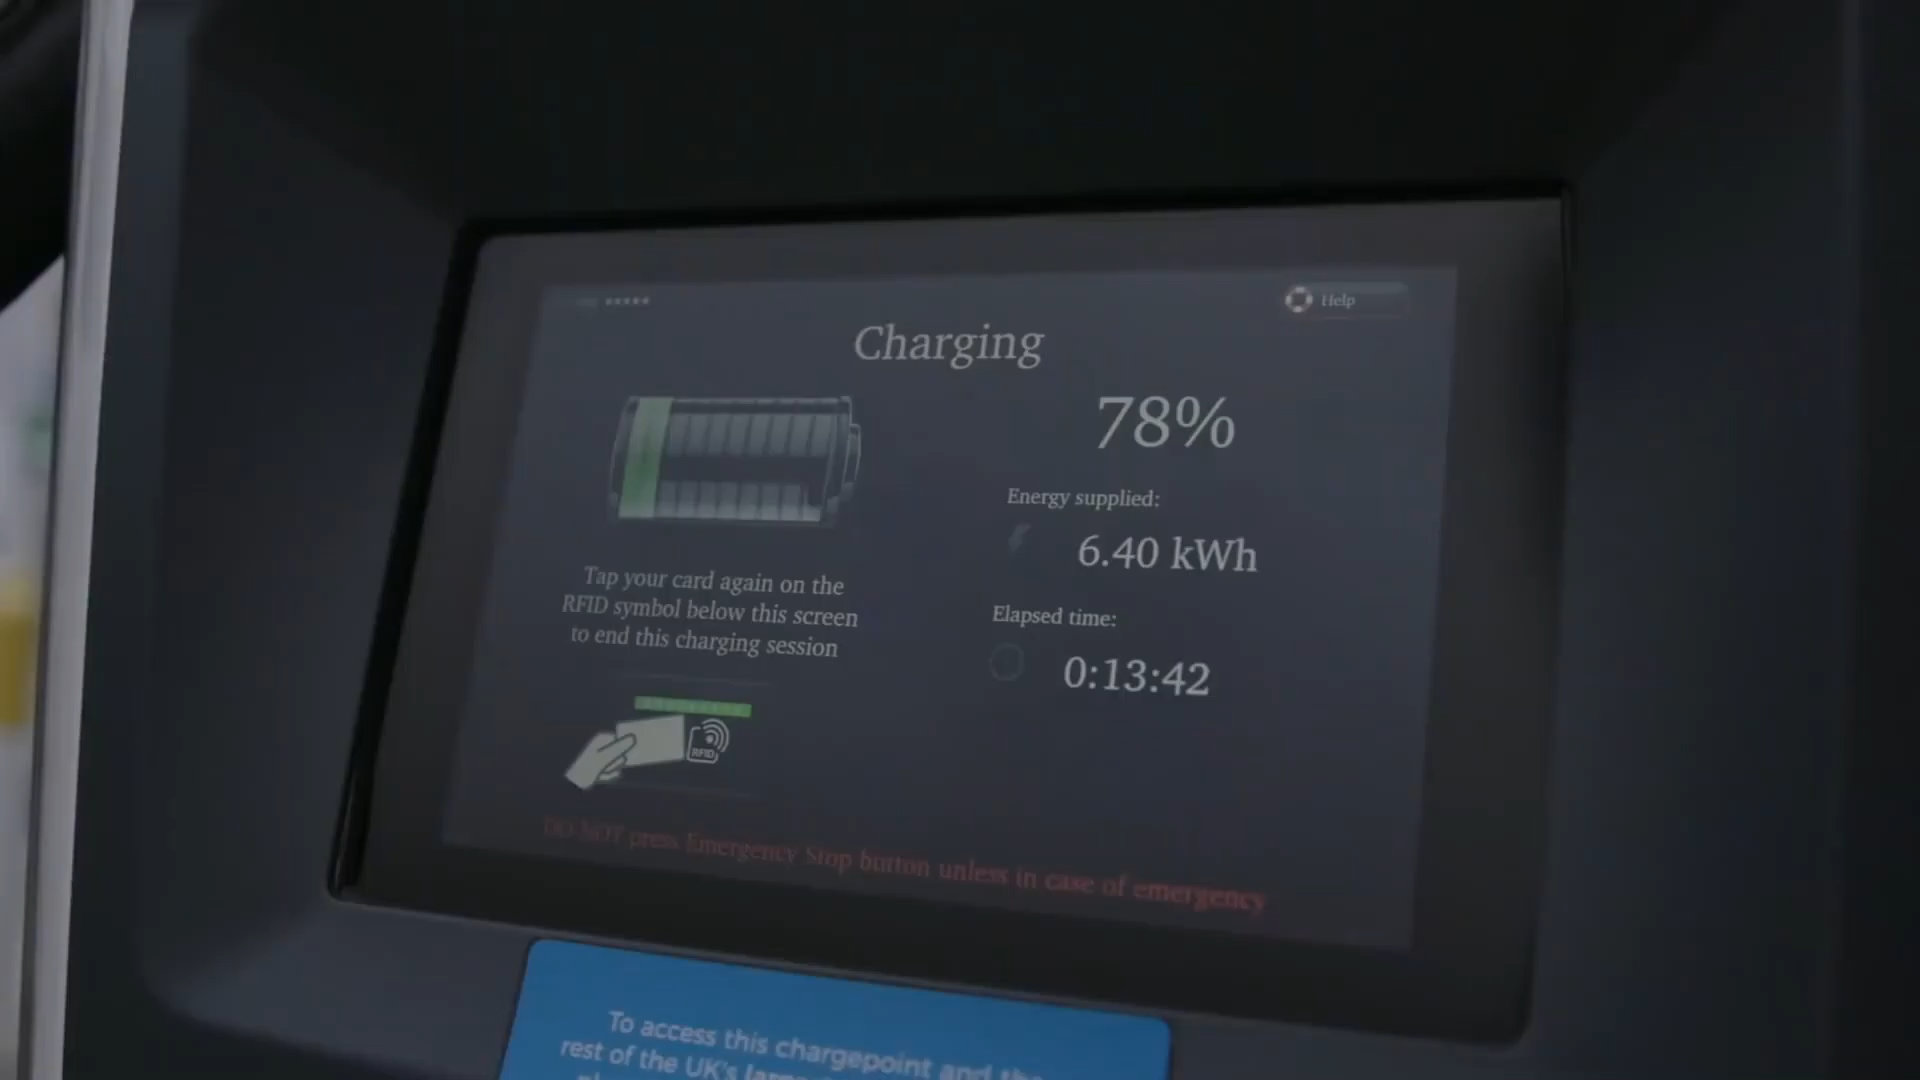 Help
Charging
78%
Energy supplied:
6.40 kWh
Elapsed time:
0:13:42
Tap your card again on the
RFID symbol below this screen
to end this charging session
RFID
DO NOT press Emergency Stop button unless in case of emergency
To access this chargepoint and the
rest of the UK's